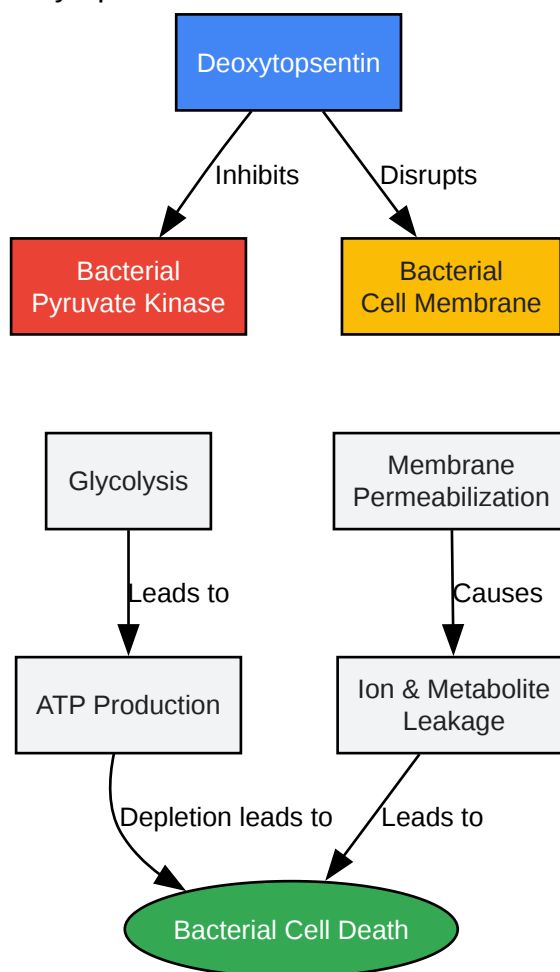 Deoxytopsentin
Inhibits
Disrupts
Bacterial
Pyruvate Kinase
Bacterial
Cell Membrane
Glycolysis
Membrane
Permeabilization
Leads to
Causes
ATP Production
Ion & Metabolite
Leakage
Depletion leads to
Leads to
Bacterial Cell Death